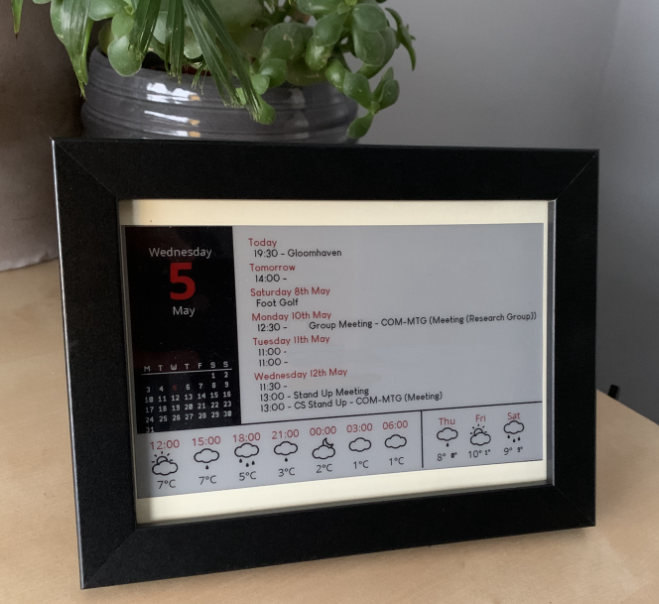 Wednesday
5
May
M T W T F S S
1 2
3 4 5 6 7 8 9
10 11 12 13 14 15 16
17 18 19 20 21 22 23
24 25 26 27 28 29 30
31
Today
19:30 - Gloomhaven
Tomorrow
14:00 -
Saturday 8th May
Foot Golf
Monday 10th May
12:30 - Group Meeting - COM-MTG (Meeting (Research Group))
Tuesday 11th May
11:00 -
11:00 -
Wednesday 12th May
11:30 -
13:00 - Stand Up Meeting
13:00 - CS Stand Up - COM-MTG (Meeting)
12:00 15:00 18:00 21:00 00:00 03:00 06:00
7°C 7°C 5°C 3°C 2°C 1°C 1°C
Thu Fri Sat
8° 10° 9°